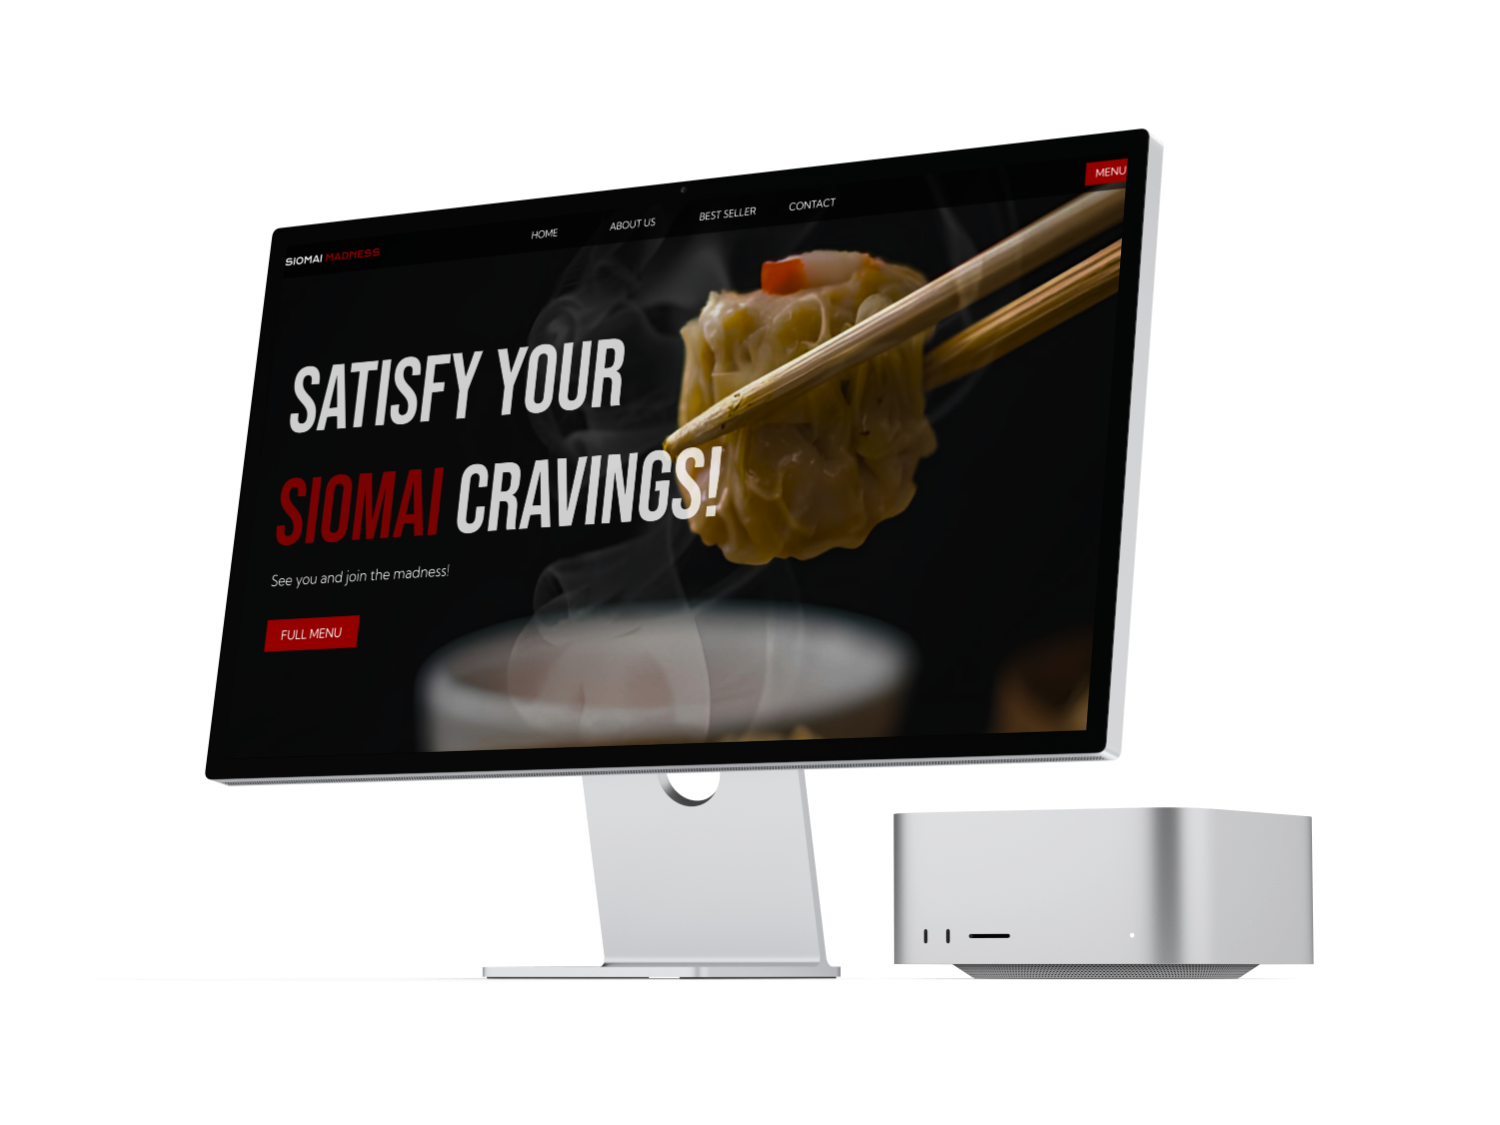 SIOMAI MADNESS
HOME
ABOUT US
BEST SELLER
CONTACT
MENU
SATISFY YOUR
SIOMAI CRAVINGS!
See you and join the madness!
FULL MENU